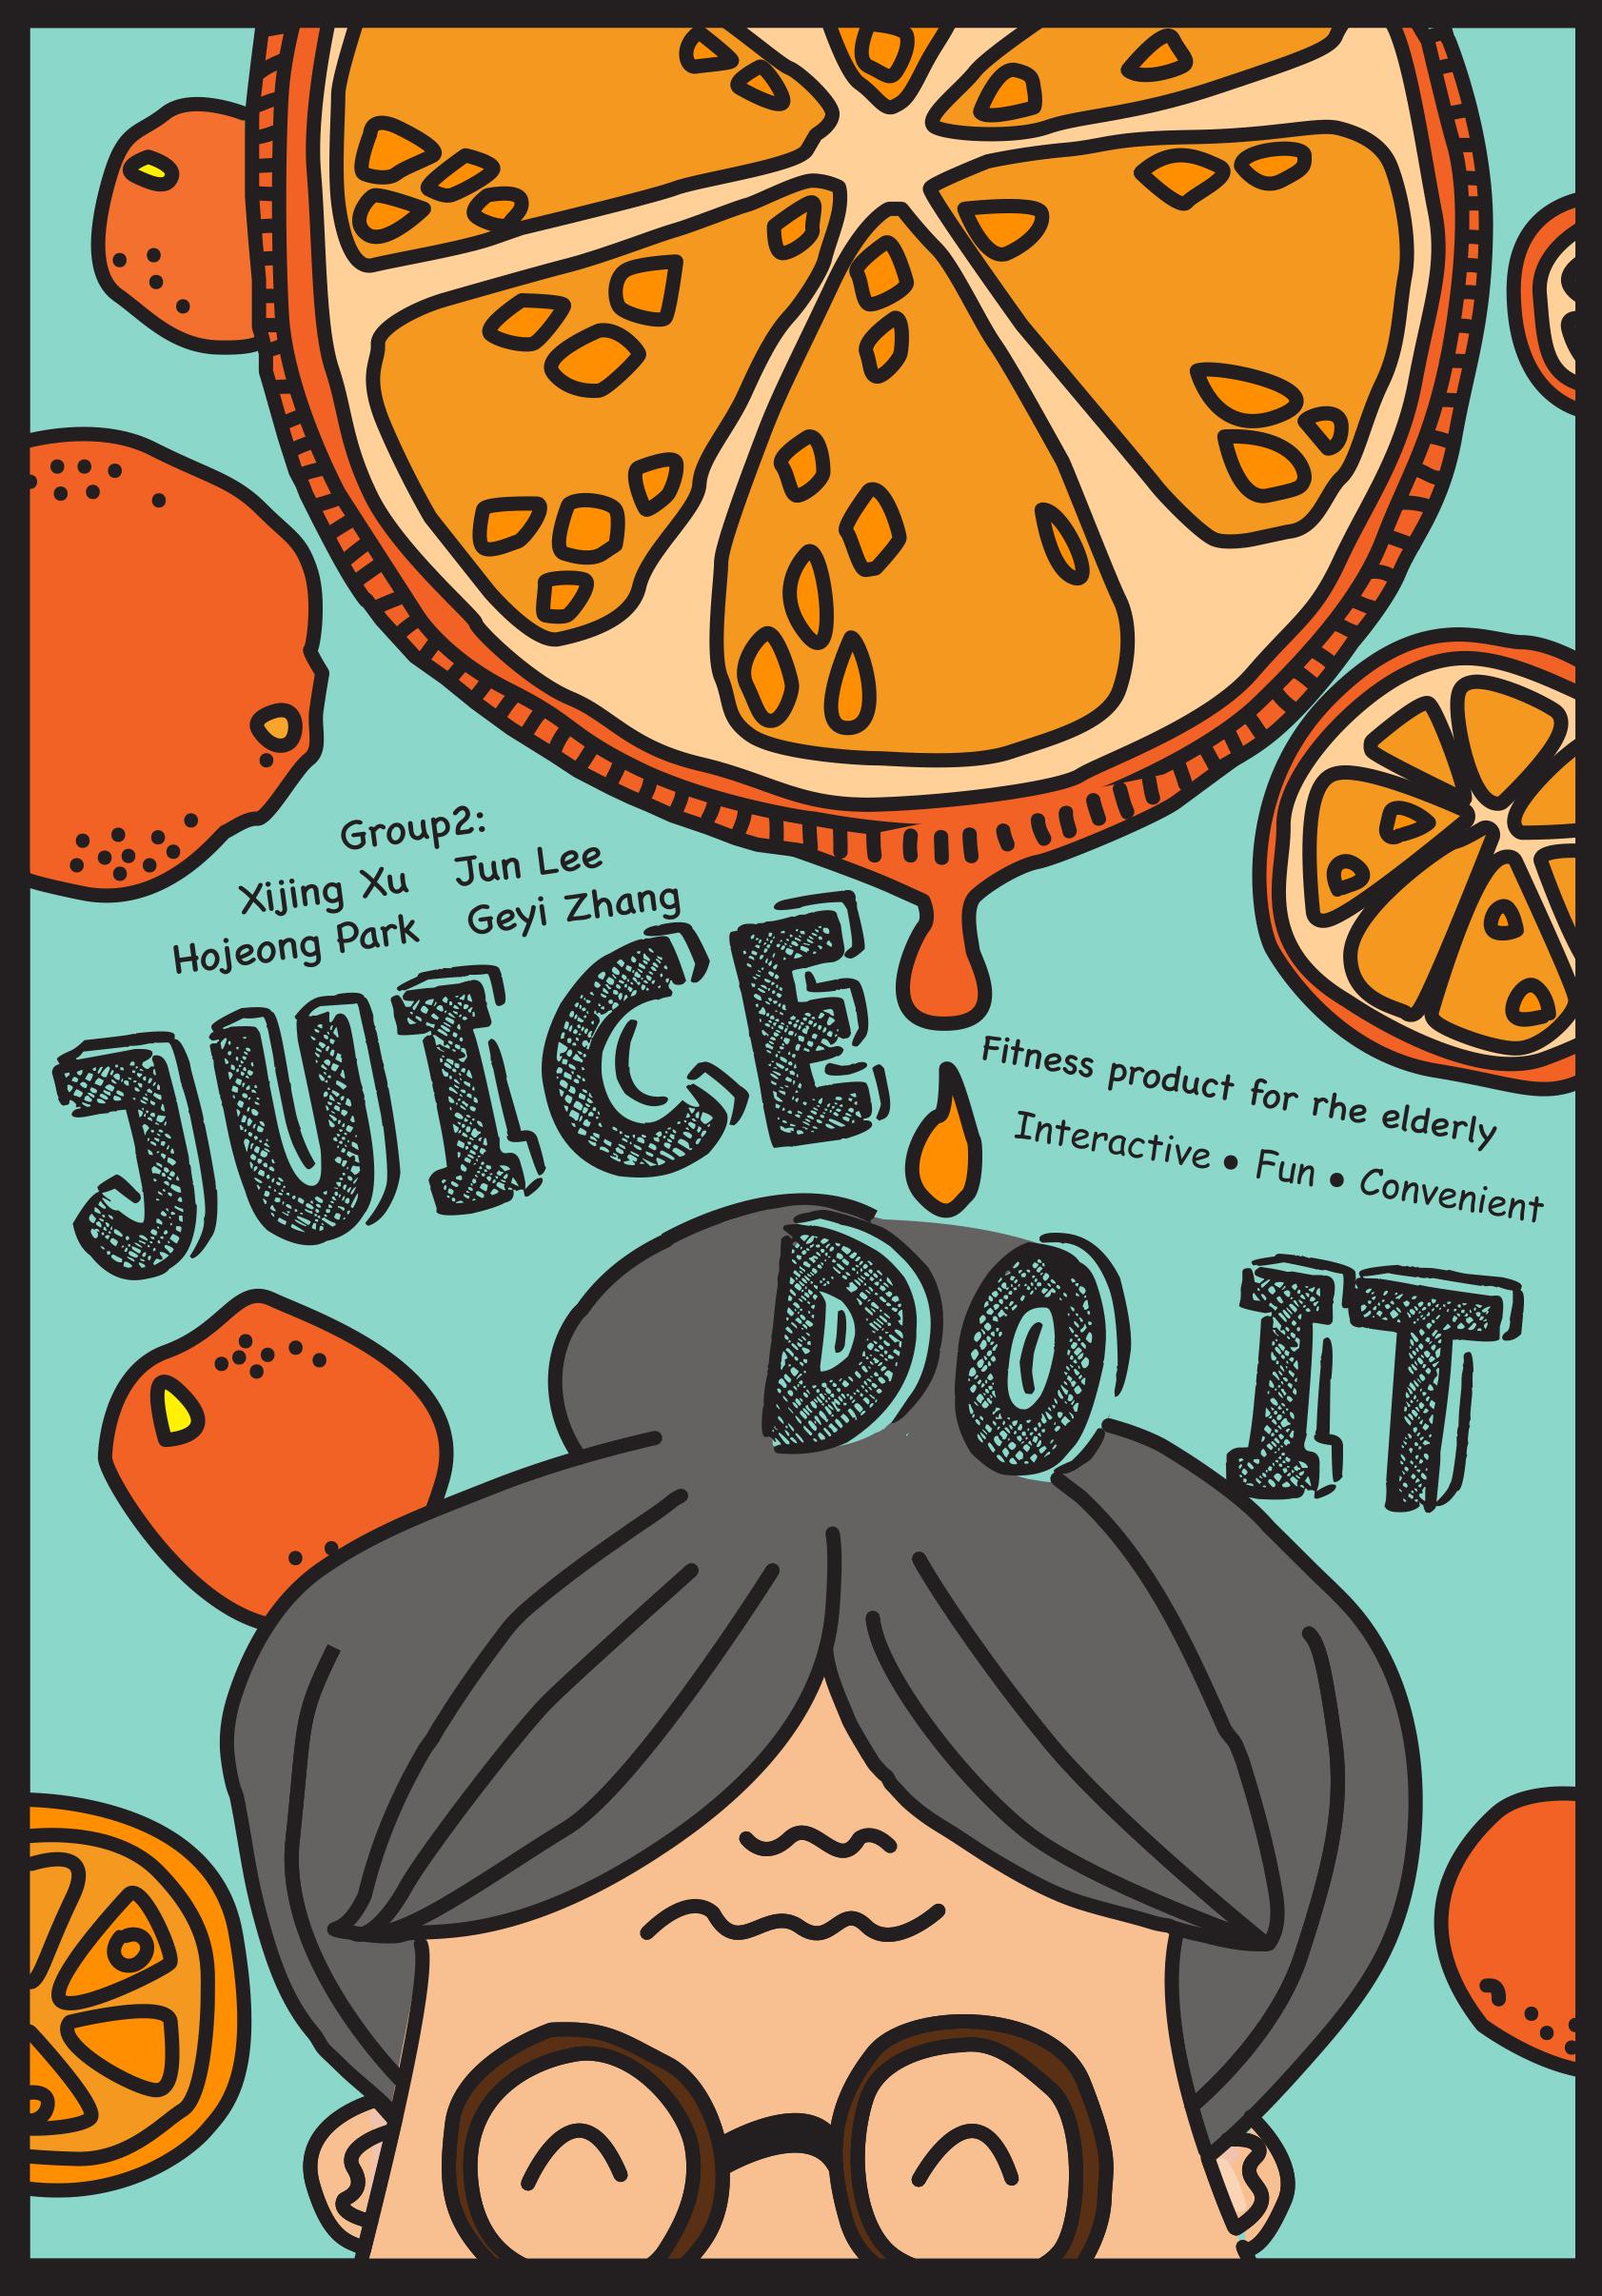 Group2:
Xijing Xu Jun Lee
Hojeong Park Geyi Zhang
JUICE
Fitness product for rhe elderly
Interactive • Fun • Convenient
DO IT